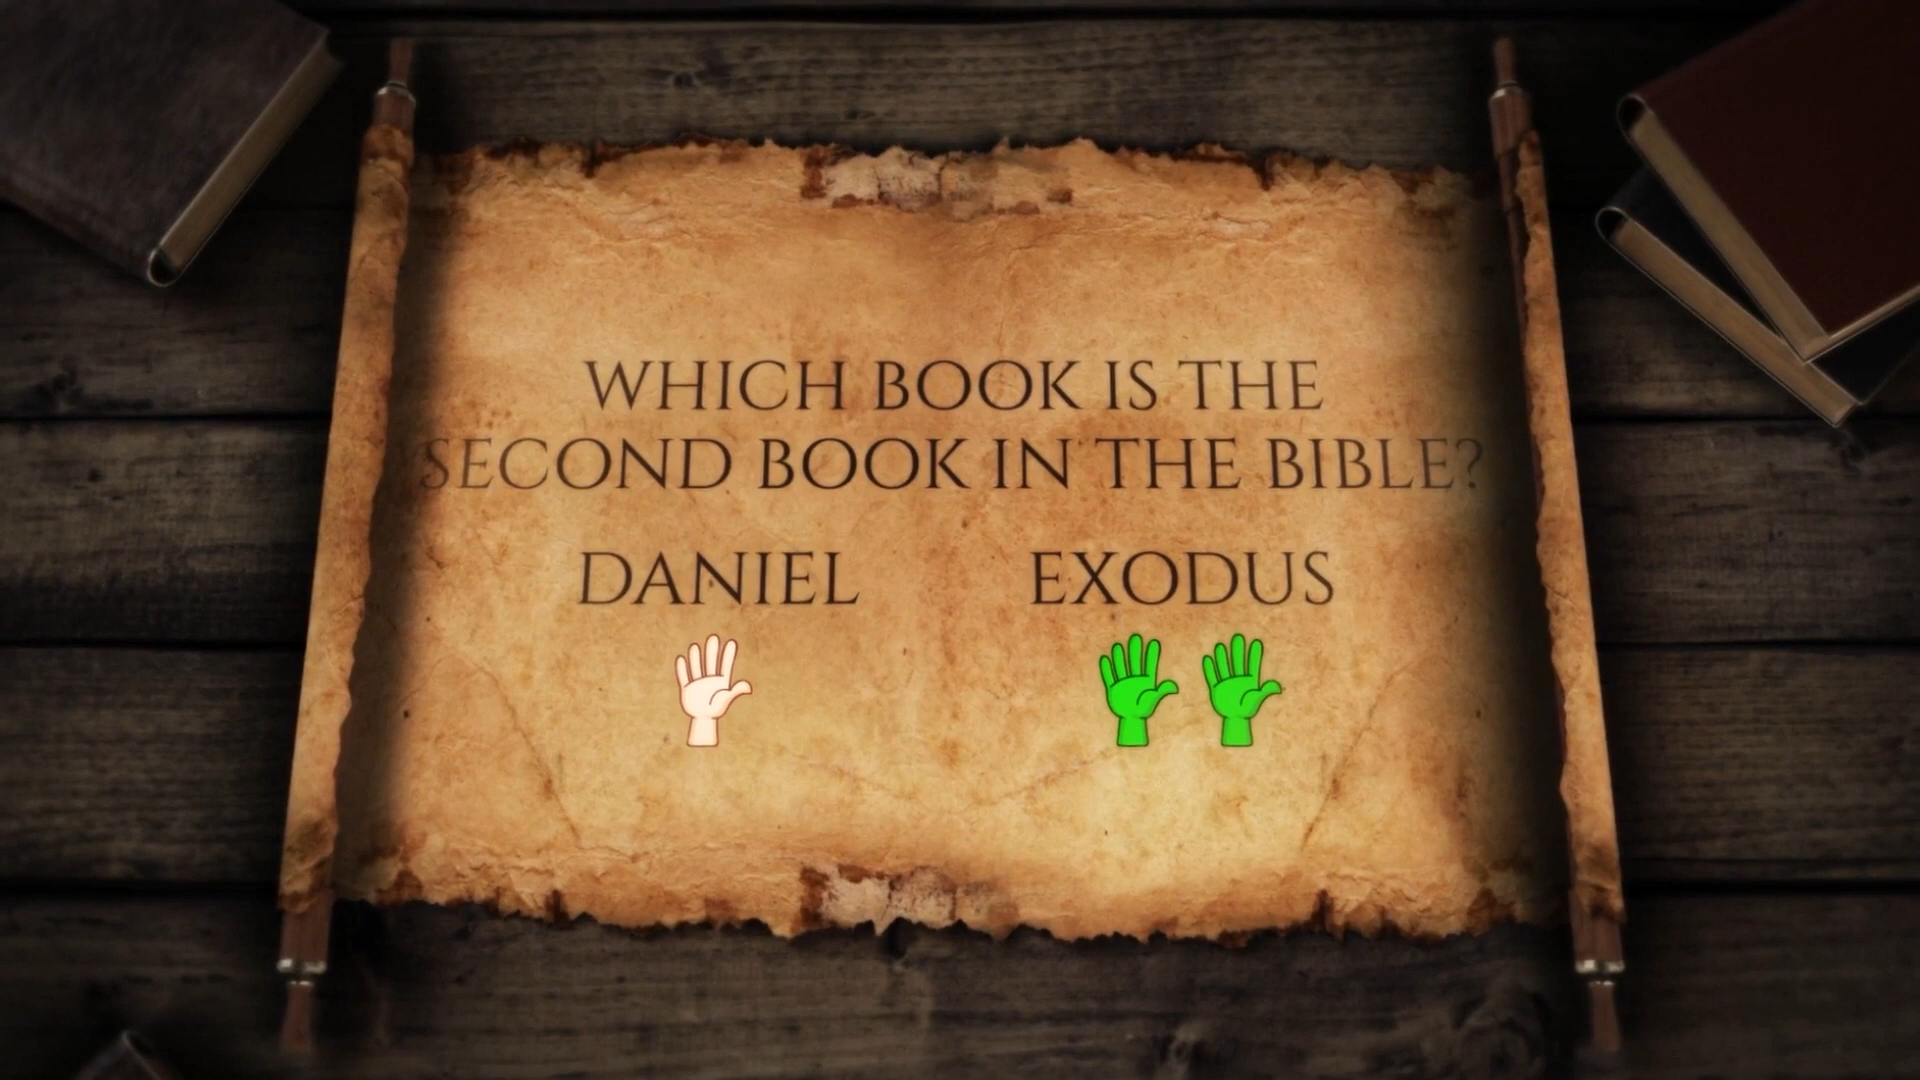 WHICH BOOK IS THE
SECOND BOOK IN THE BIBLE?
DANIEL EXODUS